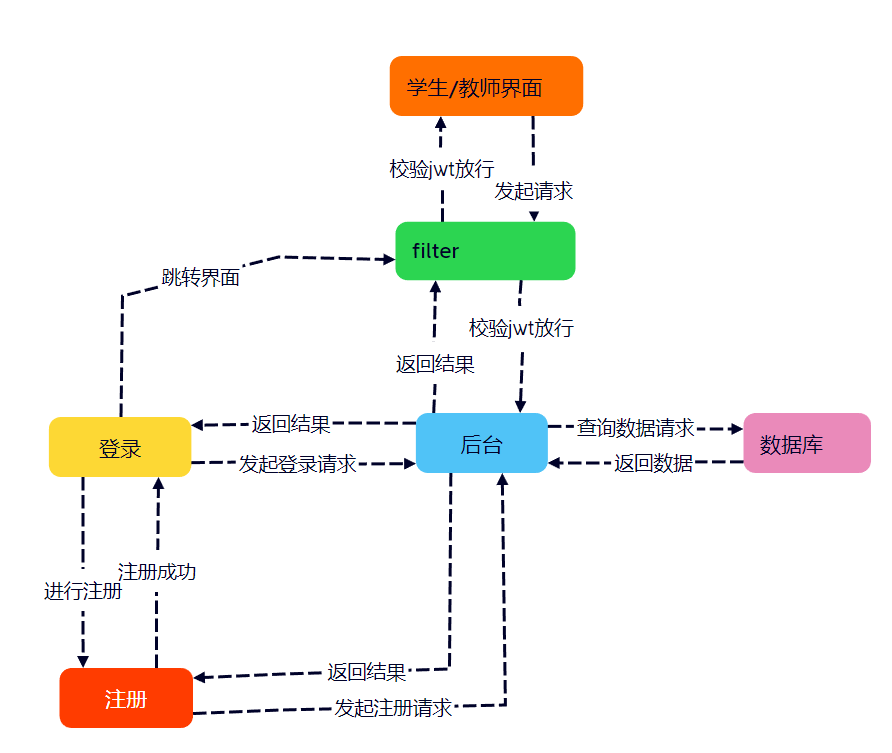 学生/教师界面
校验jwt放行
发起请求
filter
跳转界面
校验jwt放行
返回结果
返回结果
查询数据请求
登录
后台
数据库
发起登录请求
返回数据
注册成功
进行注册
返回结果
注册
发起注册请求